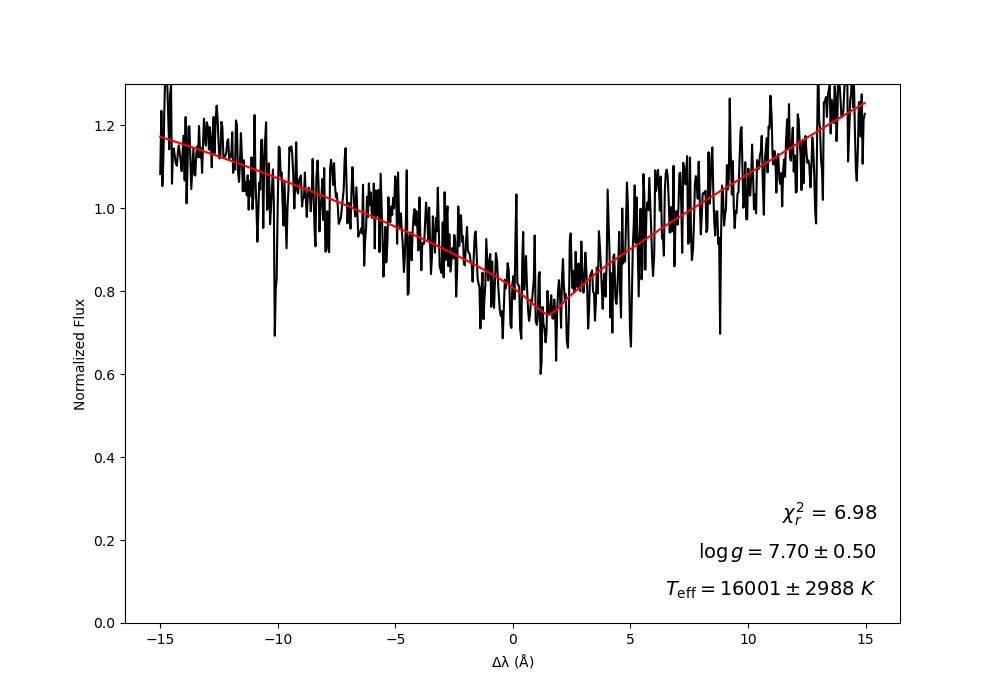 1.2
1.0
0.8
0.6
0.4
0.2
0.0
Normalized Flux
χ²ᵣ = 6.98
log g = 7.70 ± 0.50
T_eff = 16001 ± 2988 K
−15 −10 −5 0 5 10 15
Δλ (Å)